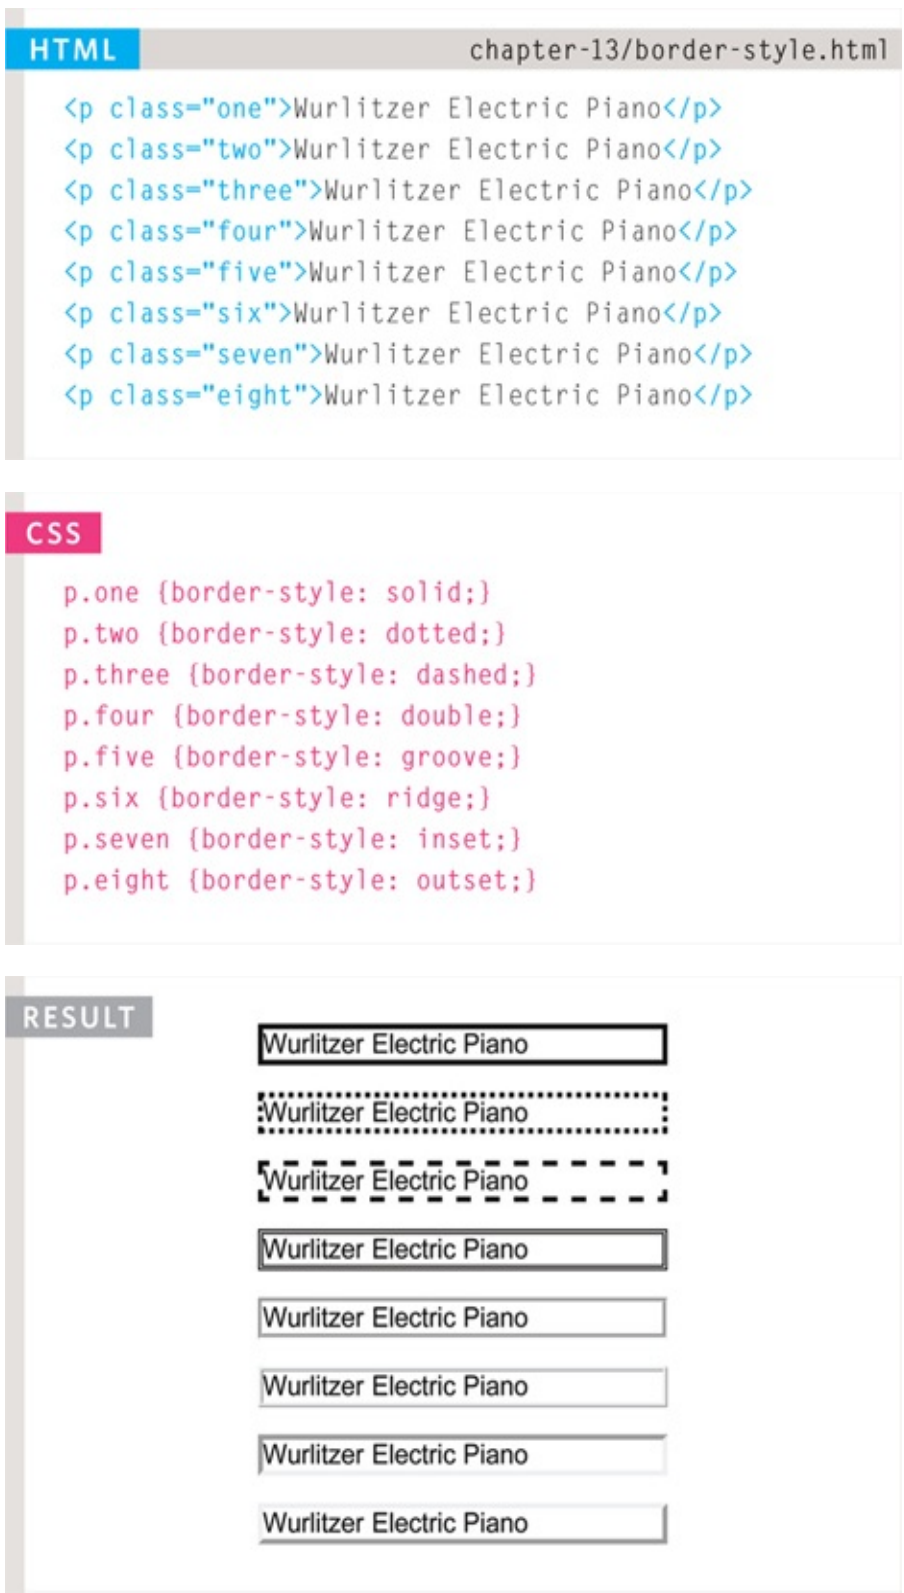 HTML chapter-13/border-style.html
<p class="one">Wurlitzer Electric Piano</p>
<p class="two">Wurlitzer Electric Piano</p>
<p class="three">Wurlitzer Electric Piano</p>
<p class="four">Wurlitzer Electric Piano</p>
<p class="five">Wurlitzer Electric Piano</p>
<p class="six">Wurlitzer Electric Piano</p>
<p class="seven">Wurlitzer Electric Piano</p>
<p class="eight">Wurlitzer Electric Piano</p>
CSS
p.one {border-style: solid;}
p.two {border-style: dotted;}
p.three {border-style: dashed;}
p.four {border-style: double;}
p.five {border-style: groove;}
p.six {border-style: ridge;}
p.seven {border-style: inset;}
p.eight {border-style: outset;}
RESULT
Wurlitzer Electric Piano
Wurlitzer Electric Piano
Wurlitzer Electric Piano
Wurlitzer Electric Piano
Wurlitzer Electric Piano
Wurlitzer Electric Piano
Wurlitzer Electric Piano
Wurlitzer Electric Piano